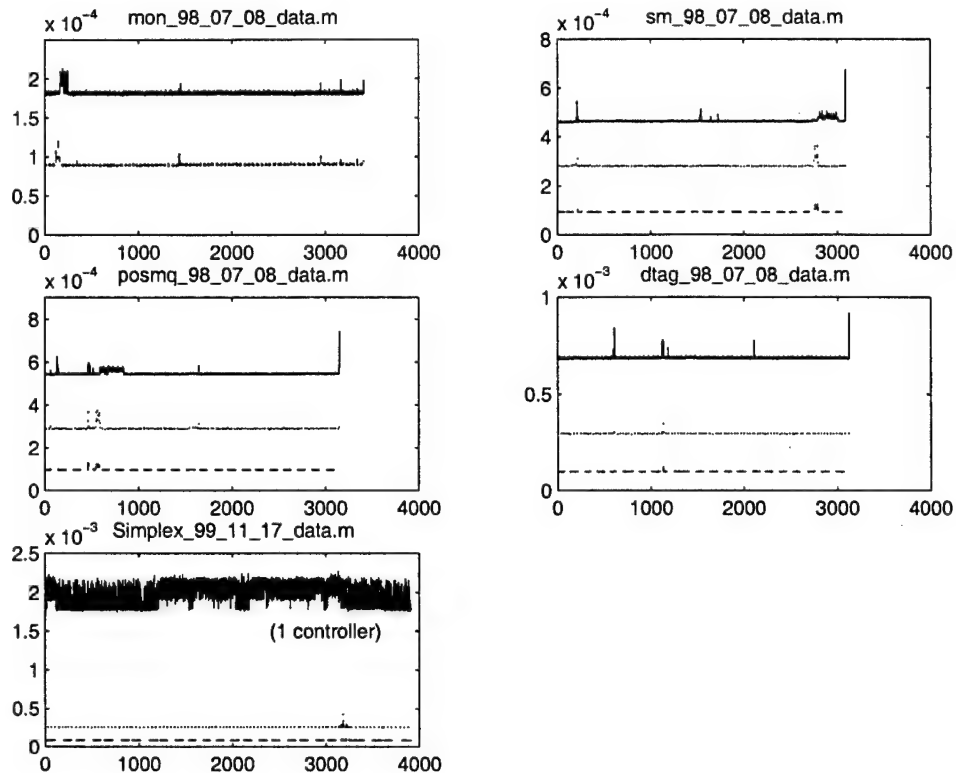 x 10⁻⁴ mon_98_07_08_data.m
2
1.5
1
0.5
0
0 1000 2000 3000 4000
x 10⁻⁴ sm_98_07_08_data.m
8
6
4
2
0
0 1000 2000 3000 4000
x 10⁻⁴ posmq_98_07_08_data.m
8
6
4
2
0
0 1000 2000 3000 4000
x 10⁻³ dtag_98_07_08_data.m
1
0.5
0
0 1000 2000 3000 4000
x 10⁻³ Simplex_99_11_17_data.m
2.5
2
1.5
1
0.5
0
(1 controller)
0 1000 2000 3000 4000